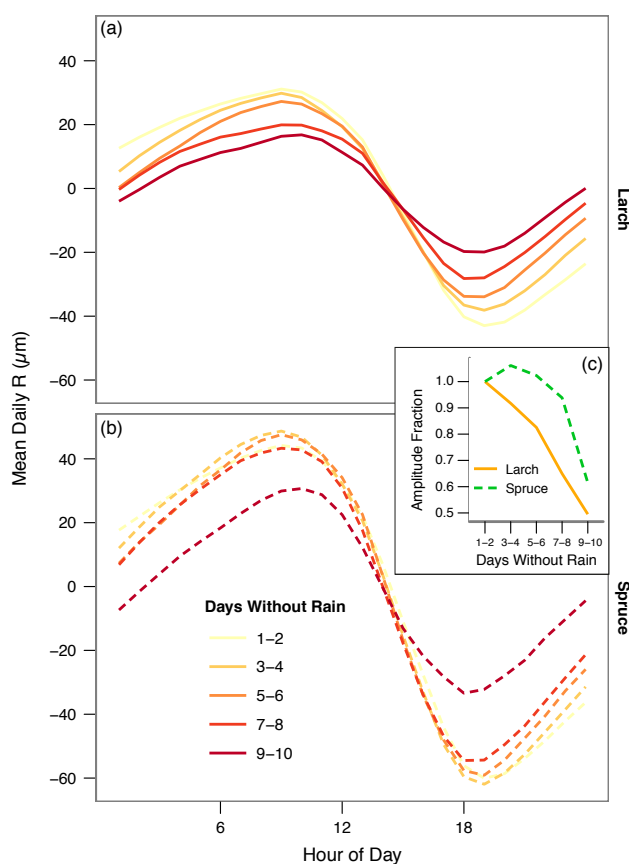 (a)
40
20
0
−20
−40
−60
Larch
Mean Daily R (µm)
(c)
1.0
0.9
0.8
0.7
0.6
0.5
Amplitude Fraction
Larch
Spruce
1−2 3−4 5−6 7−8 9−10
Days Without Rain
(b)
40
20
0
−20
−40
−60
Spruce
Days Without Rain
1−2
3−4
5−6
7−8
9−10
6 12 18
Hour of Day